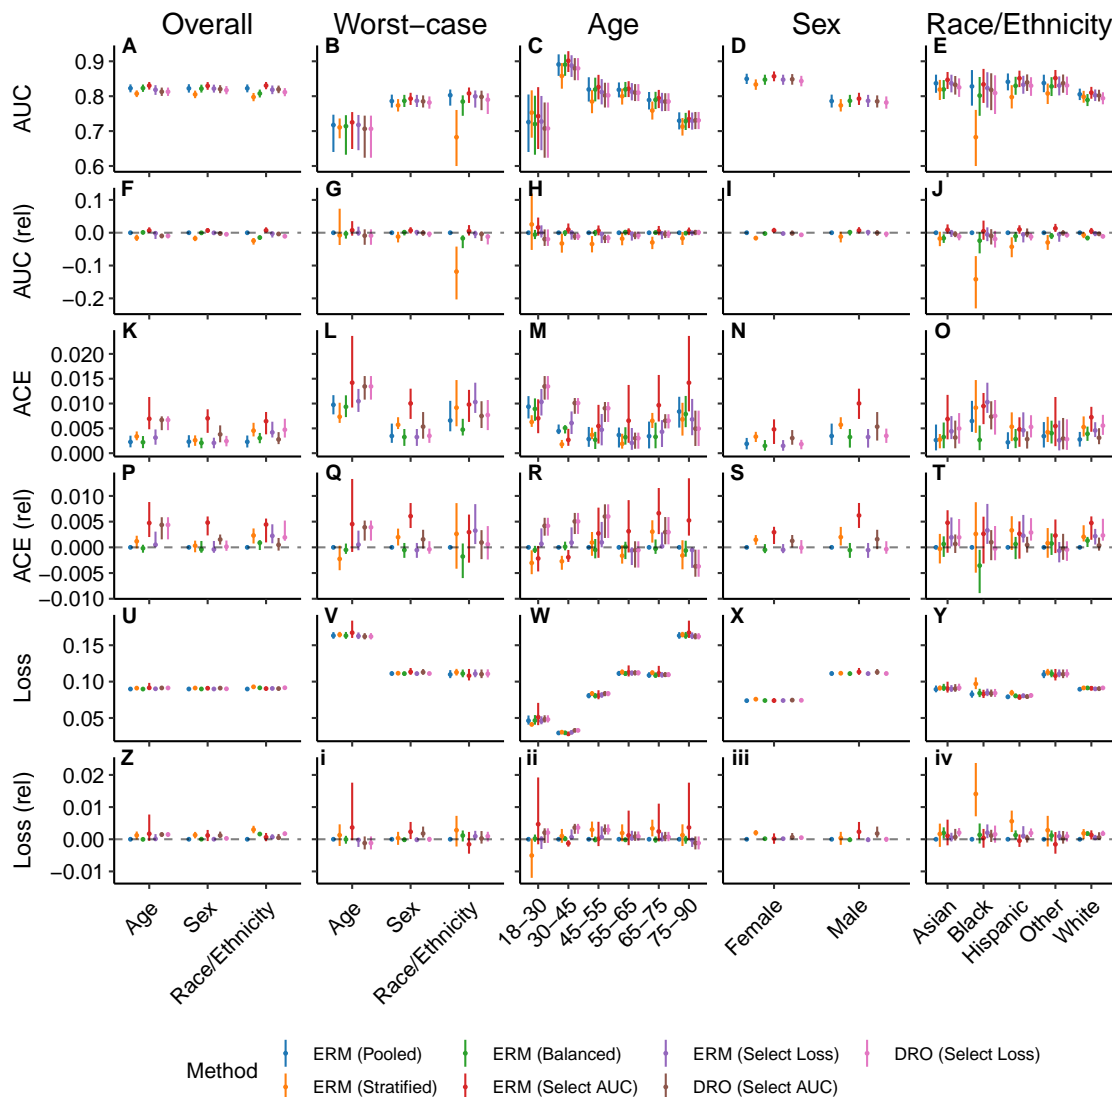 Overall Worst−case Age Sex Race/Ethnicity
A B C D E
AUC
0.9
0.8
0.7
0.6
F G H I J
AUC (rel)
0.1
0.0
−0.1
−0.2
K L M N O
ACE
0.020
0.015
0.010
0.005
0.000
P Q R S T
ACE (rel)
0.010
0.005
0.000
−0.005
−0.010
U V W X Y
Loss
0.15
0.10
0.05
Z i ii iii iv
Loss (rel)
0.02
0.01
0.00
−0.01
Age Sex Race/Ethnicity Age Sex Race/Ethnicity 18−30 30−45 45−55 55−65 65−75 75−90 Female Male Asian Black Hispanic Other White
Method
ERM (Pooled) ERM (Balanced) ERM (Select Loss) DRO (Select Loss)
ERM (Stratified) ERM (Select AUC) DRO (Select AUC)